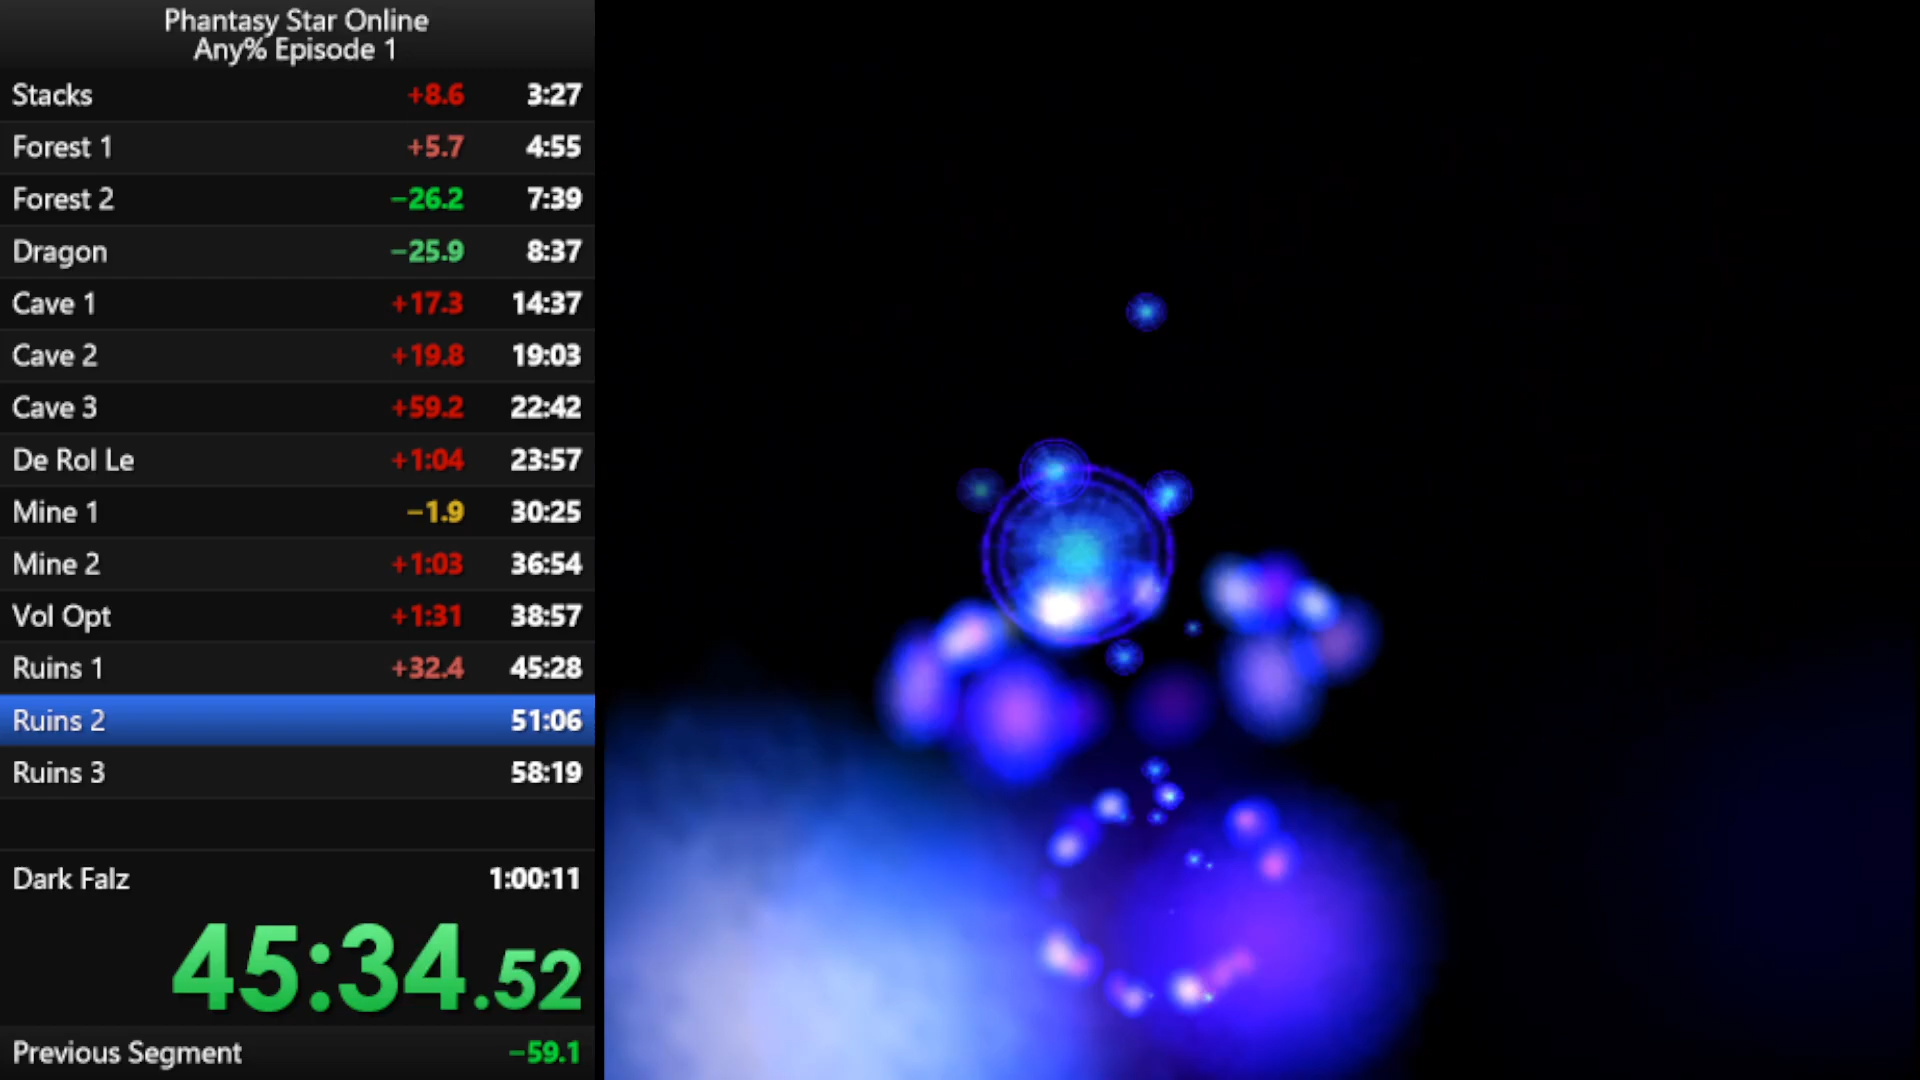 Phantasy Star Online
Any% Episode 1
Stacks +8.6 3:27
Forest 1 +5.7 4:55
Forest 2 −26.2 7:39
Dragon −25.9 8:37
Cave 1 +17.3 14:37
Cave 2 +19.8 19:03
Cave 3 +59.2 22:42
De Rol Le +1:04 23:57
Mine 1 −1.9 30:25
Mine 2 +1:03 36:54
Vol Opt +1:31 38:57
Ruins 1 +32.4 45:28
Ruins 2 51:06
Ruins 3 58:19
Dark Falz 1:00:11
45:34.52
Previous Segment −59.1